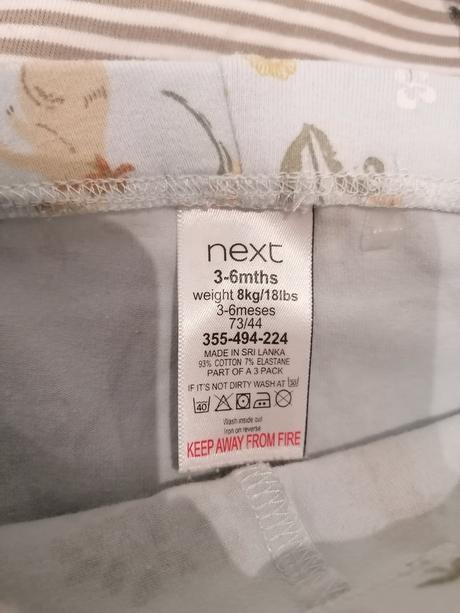 next
3-6mths
weight 8kg/18lbs
3-6meses
73/44
355-494-224
MADE IN SRI LANKA
93% COTTON 7% ELASTANE
PART OF A 3 PACK
IF IT'S NOT DIRTY WASH AT 30
40
Wash inside out
Iron on reverse
KEEP AWAY FROM FIRE